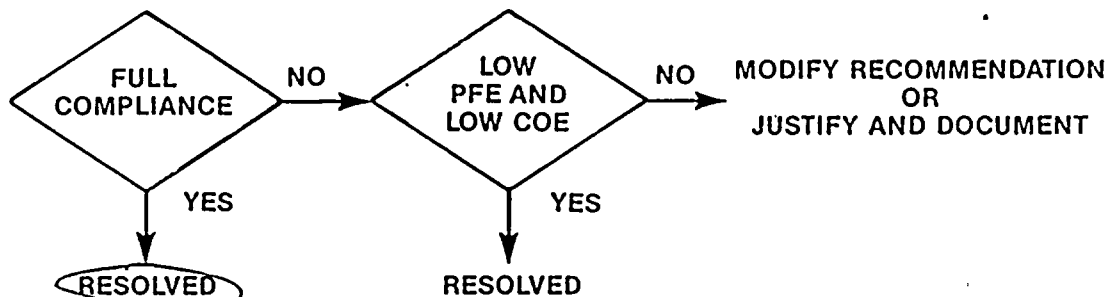 FULL
COMPLIANCE
NO
LOW
PFE AND
LOW COE
NO
MODIFY RECOMMENDATION
OR
JUSTIFY AND DOCUMENT
YES
YES
RESOLVED
RESOLVED